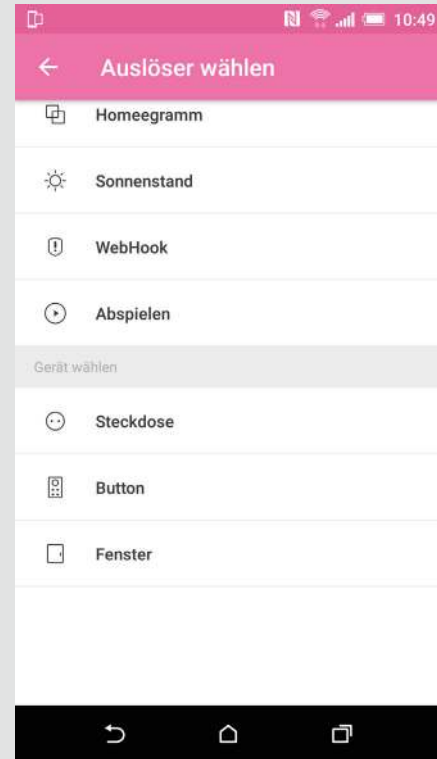 10:49
Auslöser wählen
Homeegramm
Sonnenstand
WebHook
Abspielen
Gerät wählen
Steckdose
Button
Fenster